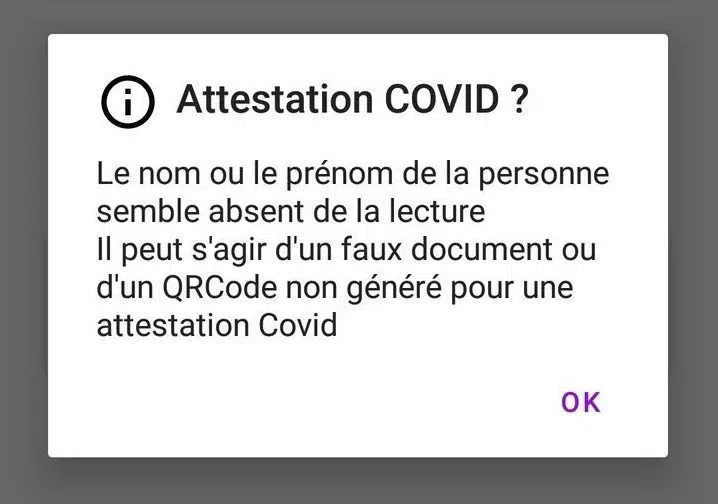 Attestation COVID ?
Le nom ou le prénom de la personne
semble absent de la lecture
Il peut s'agir d'un faux document ou
d'un QRCode non généré pour une
attestation Covid
OK